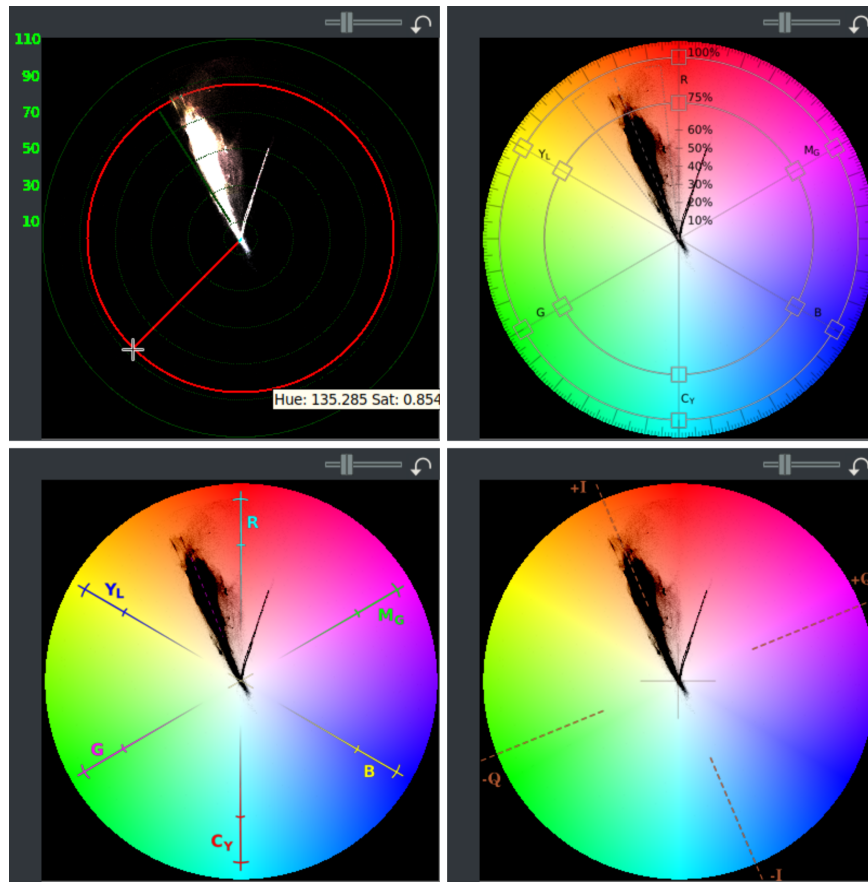 110
90
70
50
30
10
Hue: 135.285 Sat: 0.854
100%
R
75%
60%
50%
40%
30%
20%
10%
YL
MG
G
B
CY
R
YL
MG
G
B
CY
+I
+Q
-Q
-I